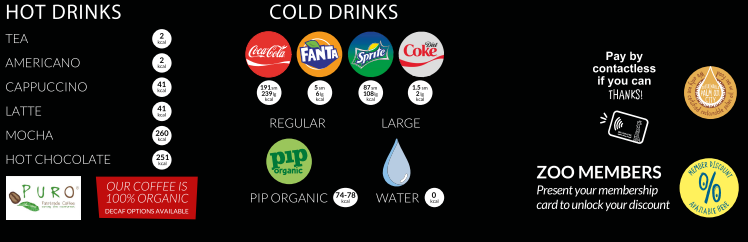 HOT DRINKS
TEA 2 kcal
AMERICANO 2 kcal
CAPPUCCINO 41 kcal
LATTE 41 kcal
MOCHA 260 kcal
HOT CHOCOLATE 251 kcal
PURO
Fairtrade Coffee
OUR COFFEE IS
100% ORGANIC
DECAF OPTIONS AVAILABLE
COLD DRINKS
Coca-Cola
FANTA
Sprite
Diet
Coke
191 sm
239 lg
kcal
5 sm
6 lg
kcal
87 sm
108 lg
kcal
1.5 sm
2 lg
kcal
REGULAR LARGE
pip
organic
PIP ORGANIC 74-78 kcal
WATER 0 kcal
Pay by
contactless
if you can
THANKS!
PALM OIL
ZOO MEMBERS
Present your membership
card to unlock your discount
MEMBER DISCOUNT
%
AVAILABLE HERE